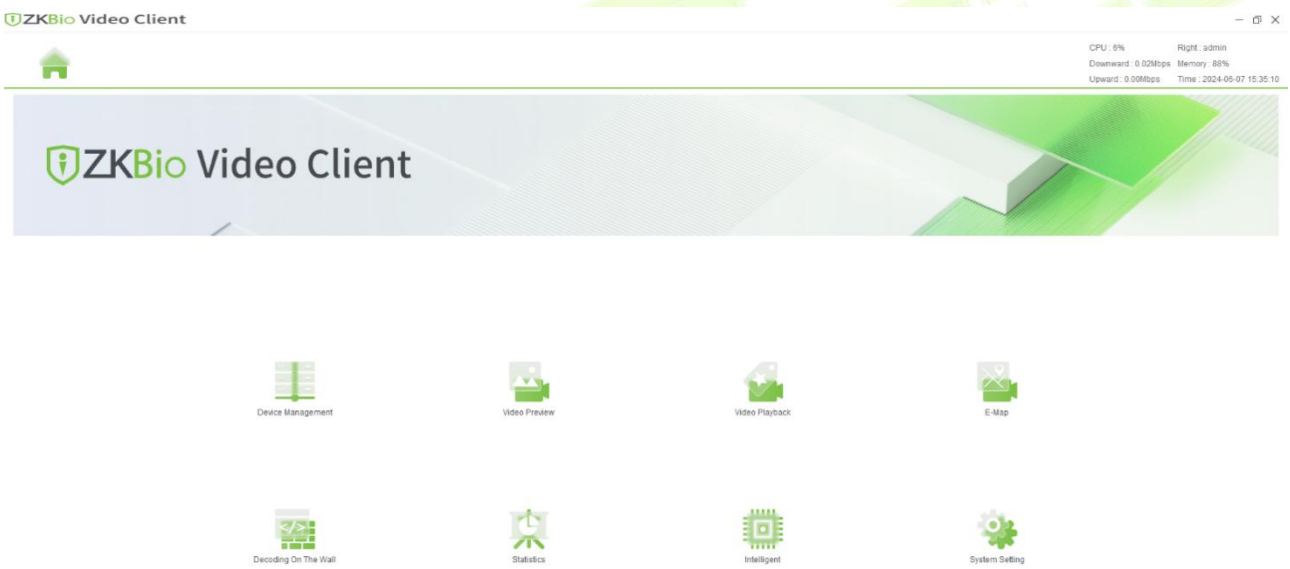 ZKBio Video Client
CPU : 6% Right : admin
Downward : 0.02Mbps Memory : 88%
Upward : 0.00Mbps Time : 2024-06-07 15:35:10
ZKBio Video Client
Device Management Video Preview Video Playback E-Map
Decoding On The Wall Statistics Intelligent System Setting